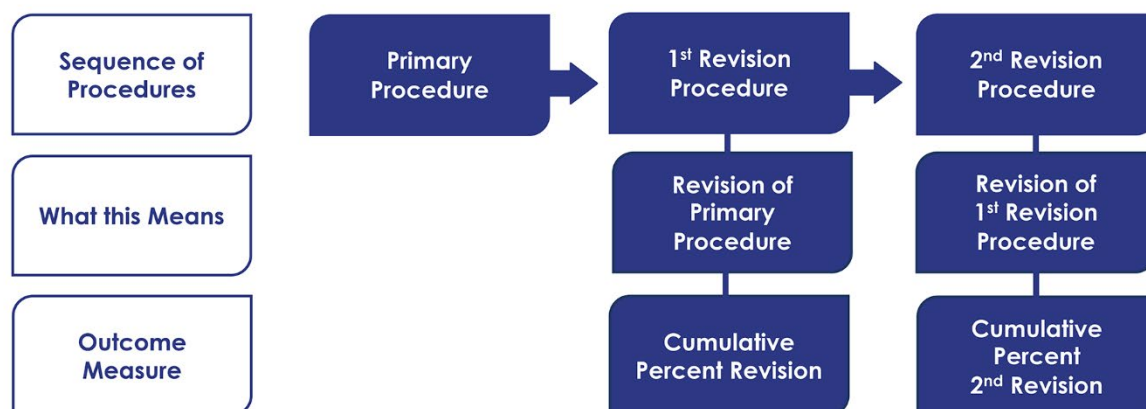 Sequence of
Procedures
Primary
Procedure
1st Revision
Procedure
2nd Revision
Procedure
What this Means
Revision of
Primary
Procedure
Revision of
1st Revision
Procedure
Outcome
Measure
Cumulative
Percent Revision
Cumulative
Percent
2nd Revision